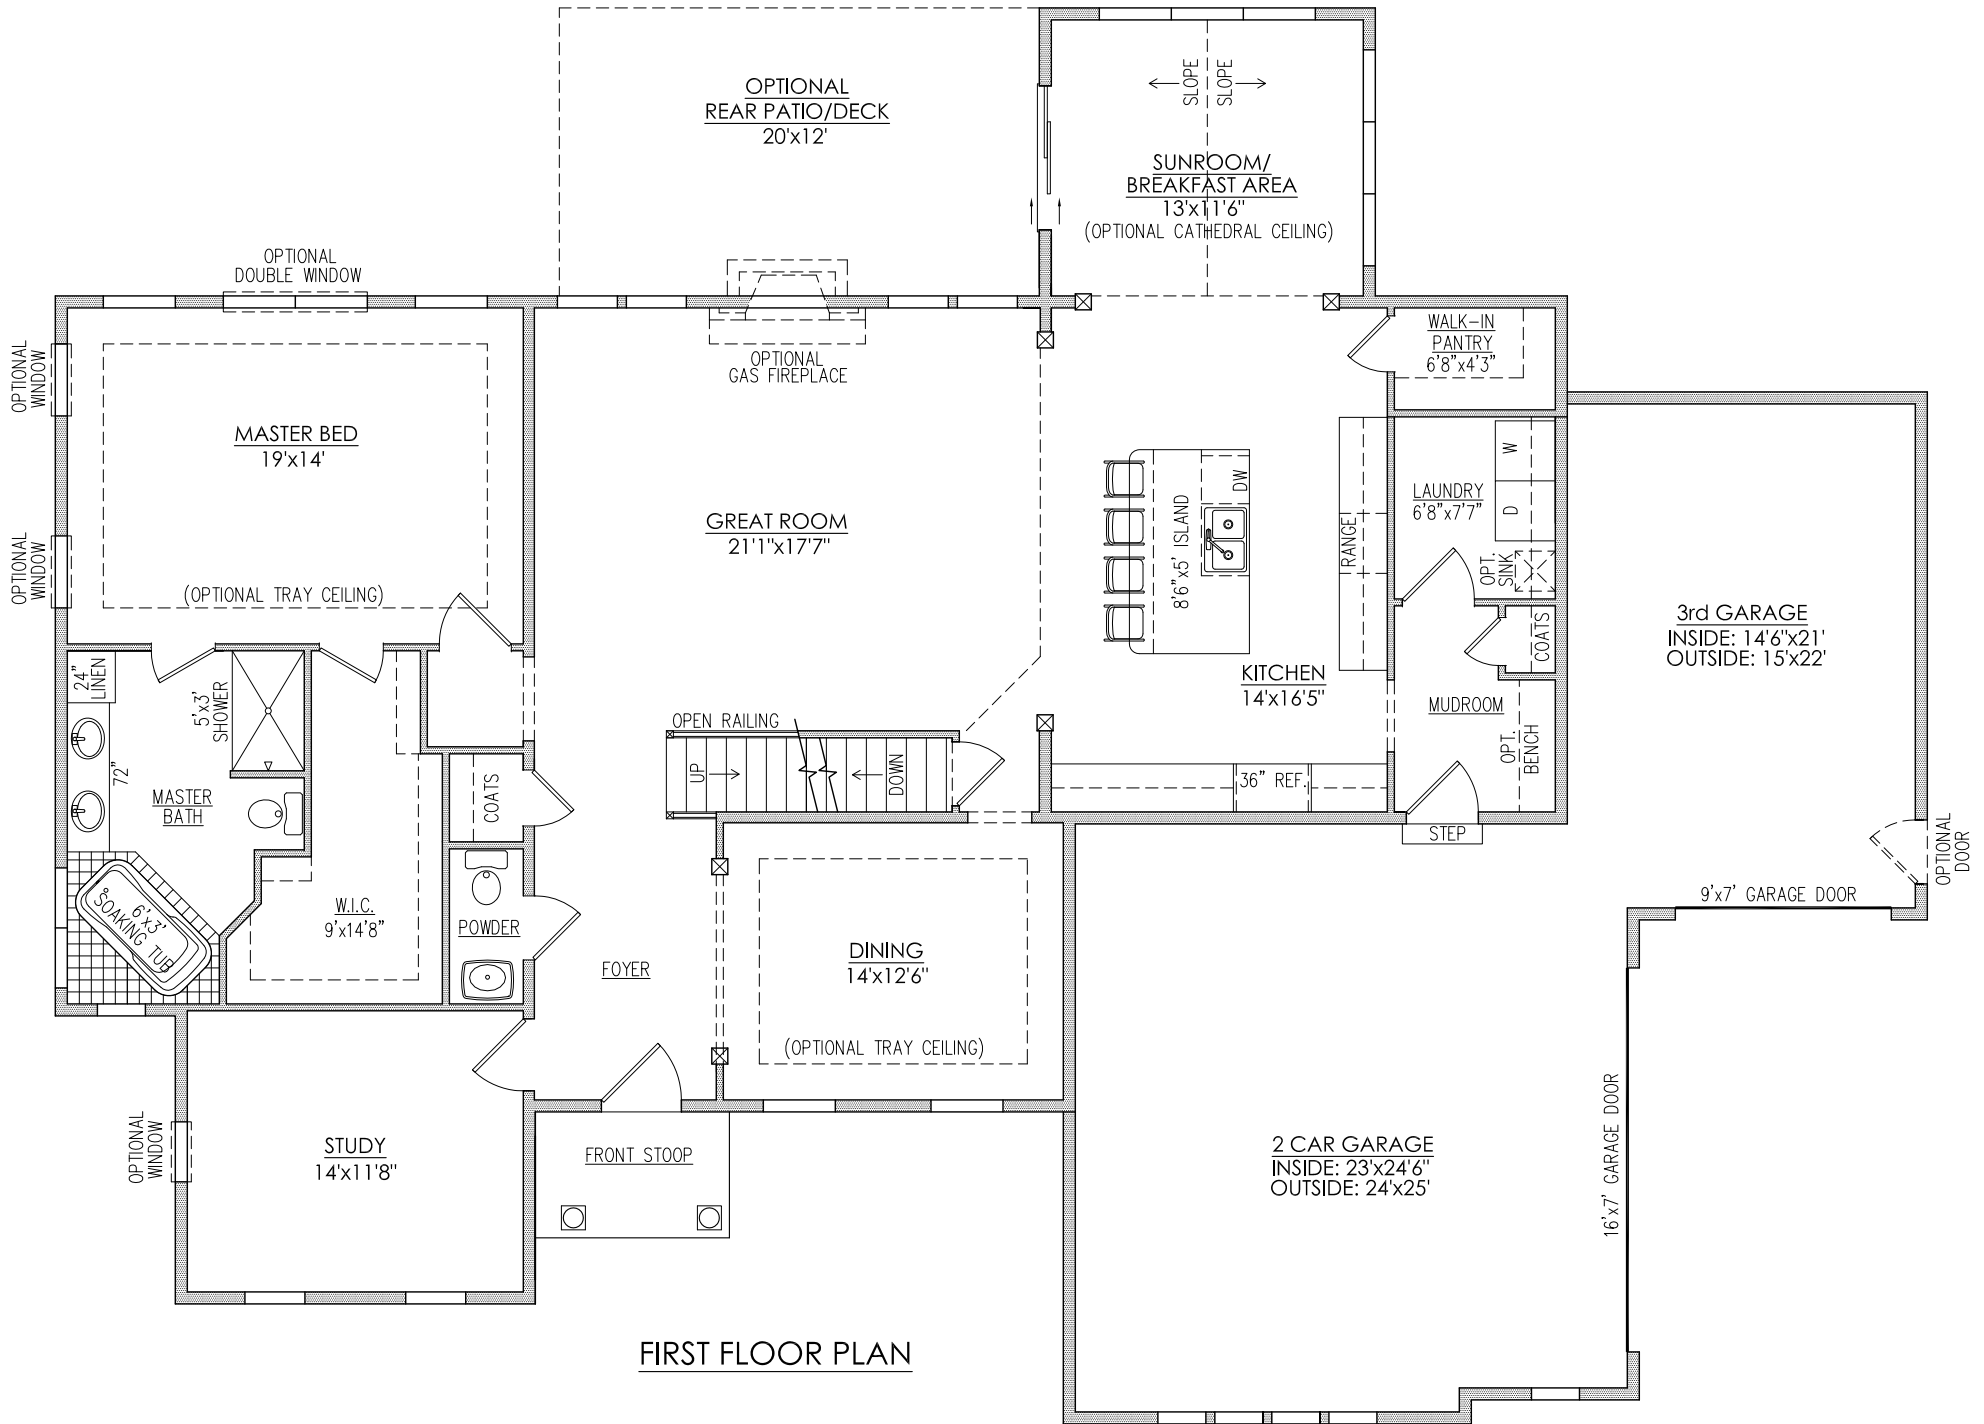 OPTIONAL
REAR PATIO/DECK
20'x12'
SLOPE
SLOPE
SUNROOM/
BREAKFAST AREA
13'x11'6"
(OPTIONAL CATHEDRAL CEILING)
OPTIONAL
DOUBLE WINDOW
OPTIONAL
WINDOW
OPTIONAL
GAS FIREPLACE
WALK-IN
PANTRY
6'8"x4'3"
MASTER BED
19'x14'
(OPTIONAL TRAY CEILING)
OPTIONAL
WINDOW
GREAT ROOM
21'1"x17'7"
8'6"x5' ISLAND
DW
RANGE
LAUNDRY
6'8"x7'7"
W
D
OPT.
SINK
COATS
3rd GARAGE
INSIDE: 14'6"x21'
OUTSIDE: 15'x22'
KITCHEN
14'x16'5"
MUDROOM
OPT.
BENCH
24"
LINEN
5'x3'
SHOWER
72"
MASTER
BATH
OPEN RAILING
UP
DOWN
36" REF.
COATS
STEP
OPTIONAL
DOOR
9'x7' GARAGE DOOR
6'x3'
SOAKING TUB
W.I.C.
9'x14'8"
POWDER
FOYER
DINING
14'x12'6"
(OPTIONAL TRAY CEILING)
OPTIONAL
WINDOW
STUDY
14'x11'8"
FRONT STOOP
2 CAR GARAGE
INSIDE: 23'x24'6"
OUTSIDE: 24'x25'
16'x7' GARAGE DOOR
FIRST FLOOR PLAN